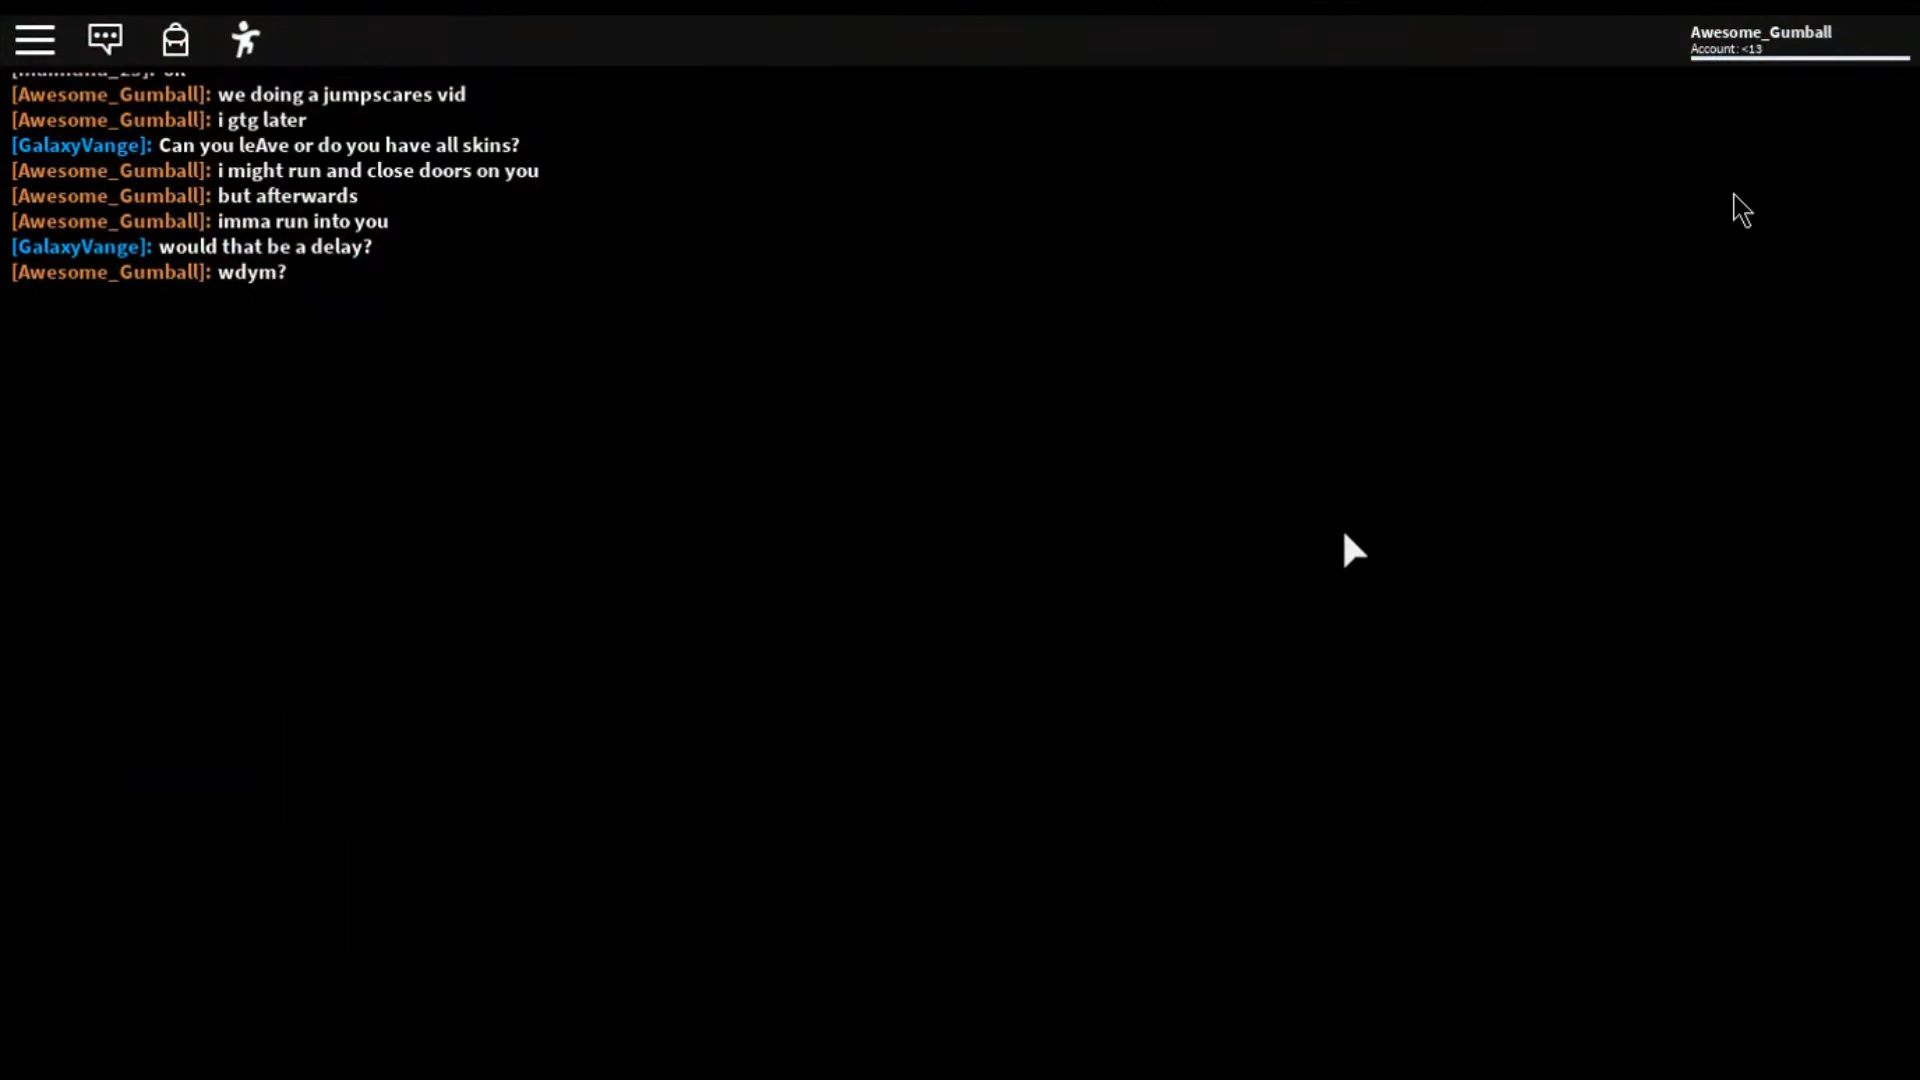 Awesome_Gumball
Account: <13
[Awesome_Gumball]: we doing a jumpscares vid
[Awesome_Gumball]: i gtg later
[GalaxyVange]: Can you leAve or do you have all skins?
[Awesome_Gumball]: i might run and close doors on you
[Awesome_Gumball]: but afterwards
[Awesome_Gumball]: imma run into you
[GalaxyVange]: would that be a delay?
[Awesome_Gumball]: wdym?